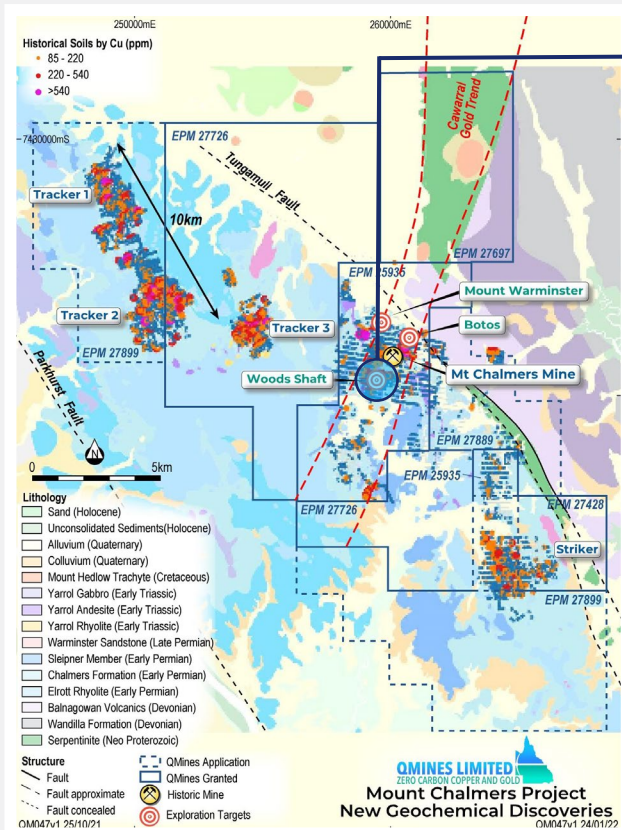 250000mE
260000mE
Historical Soils by Cu (ppm)
85 - 220
220 - 540
>540
7430000mS
EPM 27726
Cawarral
Gold Trend
Tungamull Fault
Tracker 1
10km
EPM 27697
EPM 25935
Mount Warminster
Tracker 2
Tracker 3
Botos
EPM 27899
Woods Shaft
Mt Chalmers Mine
Parkhurst Fault
N
0 5km
EPM 27889
EPM 25935
EPM 27726
EPM 27428
Striker
EPM 27899
Lithology
Sand (Holocene)
Unconsolidated Sediments(Holocene)
Alluvium (Quaternary)
Colluvium (Quaternary)
Mount Hedlow Trachyte (Cretaceous)
Yarrol Gabbro (Early Triassic)
Yarrol Andesite (Early Triassic)
Yarrol Rhyolite (Early Triassic)
Warminster Sandstone (Late Permian)
Sleipner Member (Early Permian)
Chalmers Formation (Early Permian)
Elrott Rhyolite (Early Permian)
Balnagowan Volcanics (Devonian)
Wandilla Formation (Devonian)
Serpentinite (Neo Proterozoic)
Structure
Fault
Fault approximate
Fault concealed
QMines Application
QMines Granted
Historic Mine
Exploration Targets
QMINES LIMITED
ZERO CARBON COPPER AND GOLD
Mount Chalmers Project
New Geochemical Discoveries
QM047v1 25/10/21
QM047v1 24/01/22